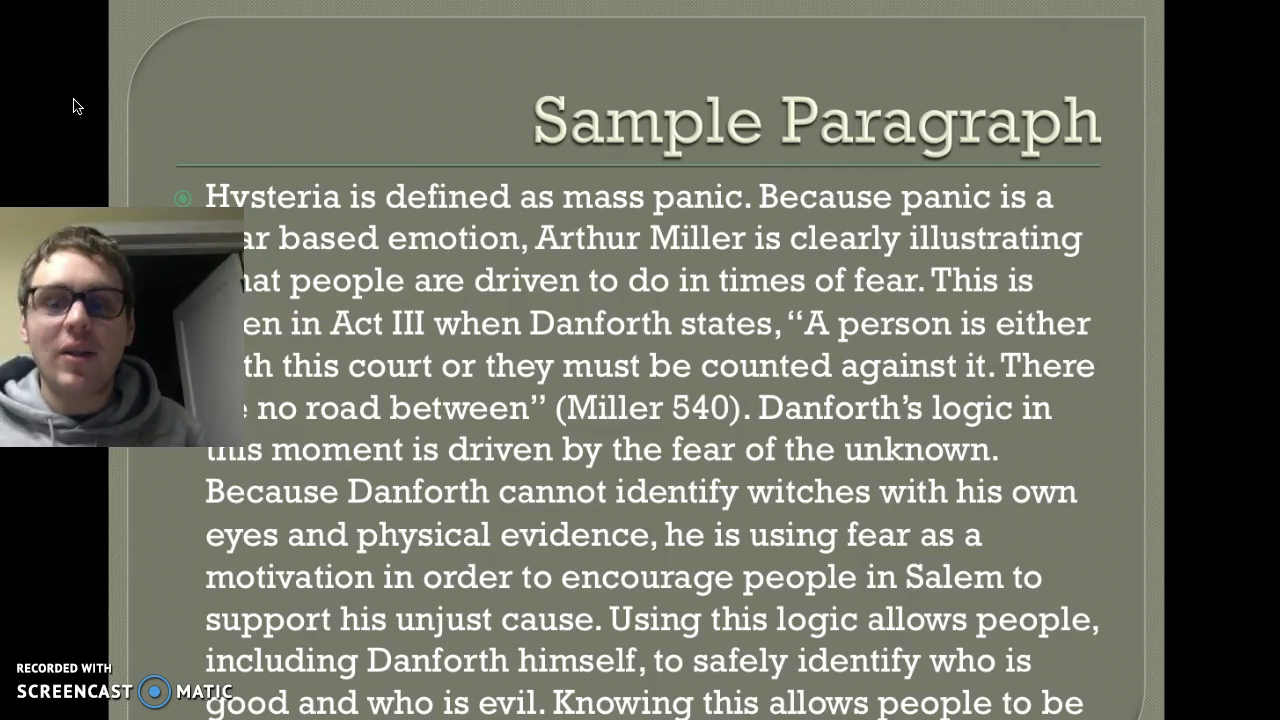 Sample Paragraph
Hysteria is defined as mass panic. Because panic is a
based emotion, Arthur Miller is clearly illustrating
people are driven to do in times of fear. This is
in Act III when Danforth states, “A person is either
this court or they must be counted against it. There
no road between” (Miller 540). Danforth’s logic in
this moment is driven by the fear of the unknown.
Because Danforth cannot identify witches with his own
eyes and physical evidence, he is using fear as a
motivation in order to encourage people in Salem to
support his unjust cause. Using this logic allows people,
including Danforth himself, to safely identify who is
good and who is evil. Knowing this allows people to be
RECORDED WITH
SCREENCAST MATIC